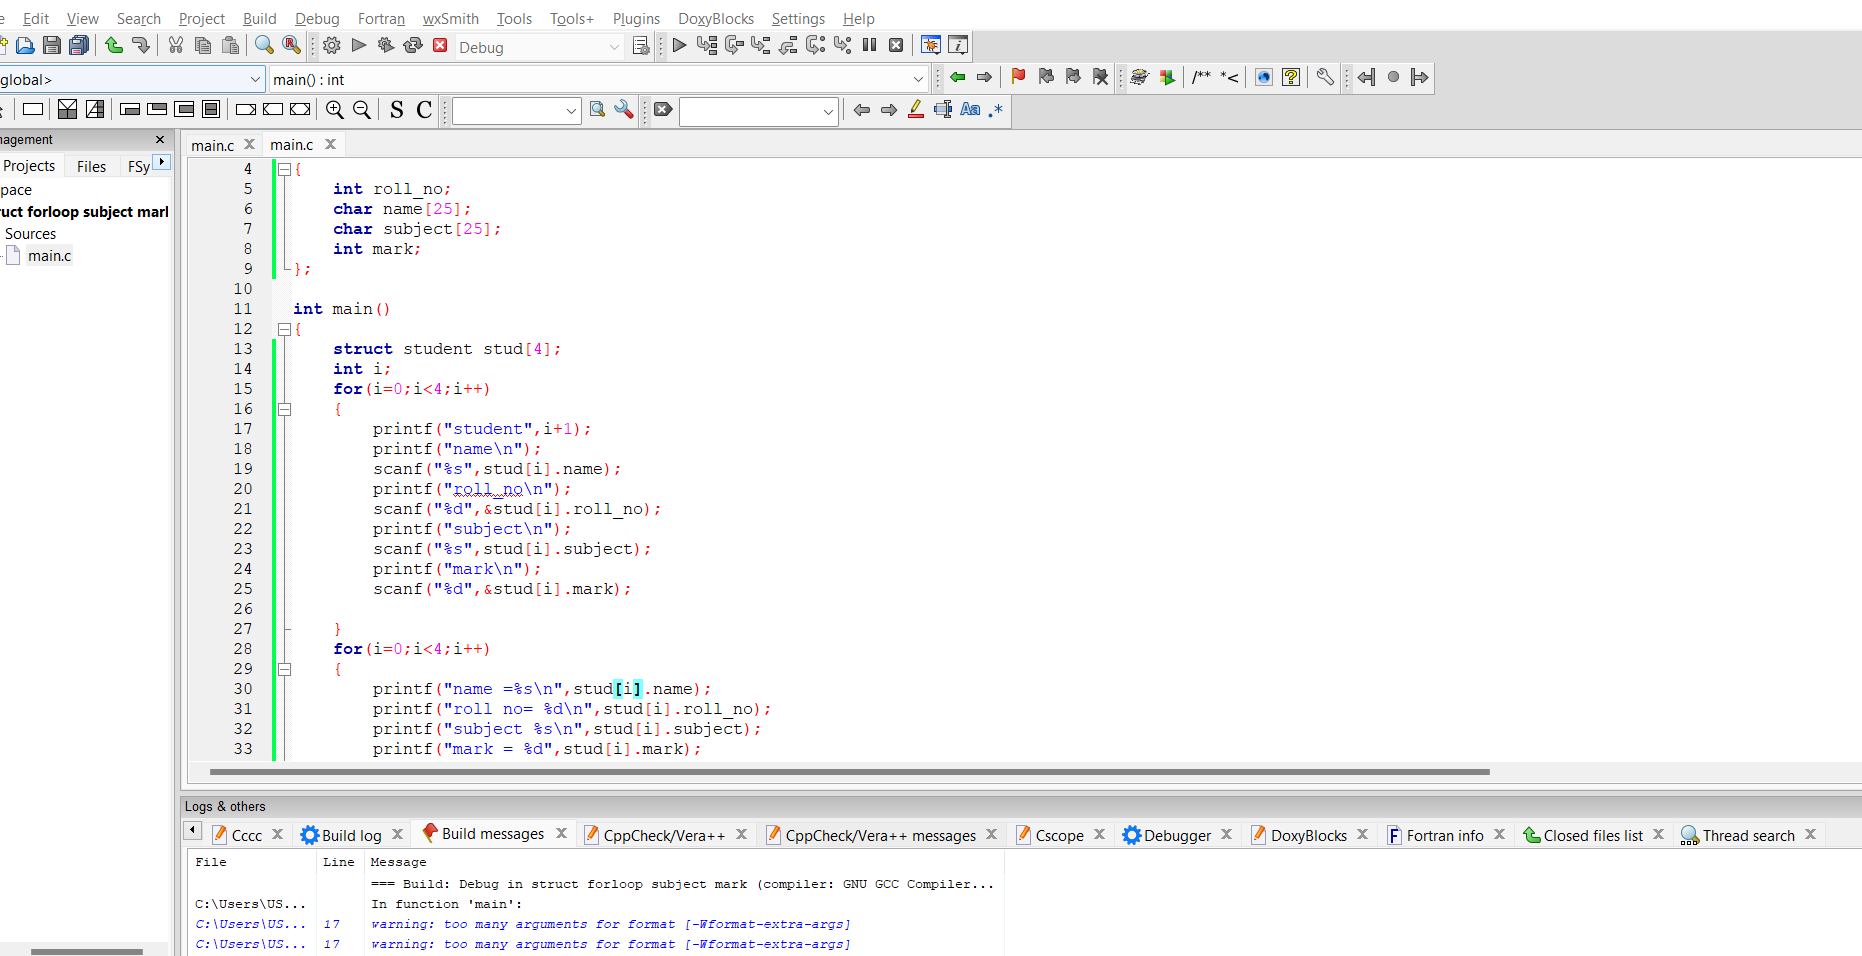 Edit View Search Project Build Debug Fortran wxSmith Tools Tools+ Plugins DoxyBlocks Settings Help
Debug
global> main() : int
/** *<
S C Aa .*
nagement
Projects Files FSy
pace
uct forloop subject marl
Sources
main.c
main.c main.c
4 {
5 int roll_no;
6 char name[25];
7 char subject[25];
8 int mark;
9 };
10
11 int main()
12 {
13 struct student stud[4];
14 int i;
15 for(i=0;i<4;i++)
16 {
17 printf("student",i+1);
18 printf("name\n");
19 scanf("%s",stud[i].name);
20 printf("roll_no\n");
21 scanf("%d",&stud[i].roll_no);
22 printf("subject\n");
23 scanf("%s",stud[i].subject);
24 printf("mark\n");
25 scanf("%d",&stud[i].mark);
26
27 }
28 for(i=0;i<4;i++)
29 {
30 printf("name =%s\n",stud[i].name);
31 printf("roll no= %d\n",stud[i].roll_no);
32 printf("subject %s\n",stud[i].subject);
33 printf("mark = %d",stud[i].mark);
Logs & others
Cccc Build log Build messages CppCheck/Vera++ CppCheck/Vera++ messages Cscope Debugger DoxyBlocks Fortran info Closed files list Thread search
File Line Message
=== Build: Debug in struct forloop subject mark (compiler: GNU GCC Compiler...
C:\Users\US... In function 'main':
C:\Users\US... 17 warning: too many arguments for format [-Wformat-extra-args]
C:\Users\US... 17 warning: too many arguments for format [-Wformat-extra-args]